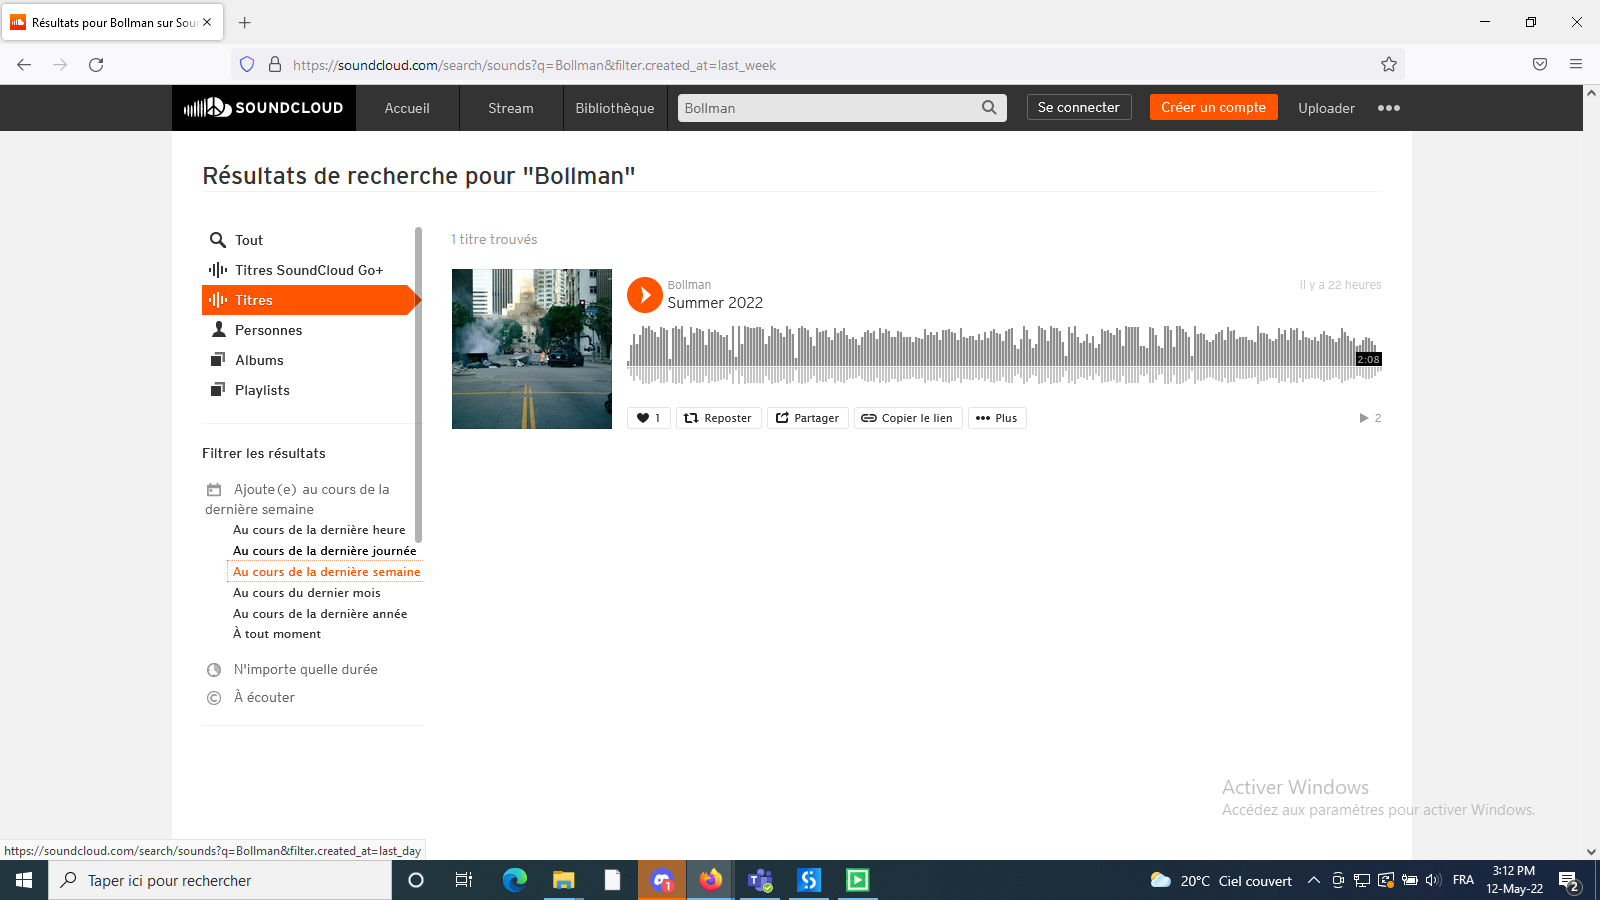 Résultats pour Bollman sur Soun
https://soundcloud.com/search/sounds?q=Bollman&filter.created_at=last_week
SOUNDCLOUD
Accueil
Stream
Bibliothèque
Bollman
Se connecter
Créer un compte
Uploader
Résultats de recherche pour "Bollman"
Tout
Titres SoundCloud Go+
Titres
Personnes
Albums
Playlists
Filtrer les résultats
Ajoute(e) au cours de la
dernière semaine
Au cours de la dernière heure
Au cours de la dernière journée
Au cours de la dernière semaine
Au cours du dernier mois
Au cours de la dernière année
À tout moment
N'importe quelle durée
À écouter
1 titre trouvés
Bollman
il y a 22 heures
Summer 2022
2:08
1
Reposter
Partager
Copier le lien
Plus
2
Activer Windows
Accédez aux paramètres pour activer Windows.
https://soundcloud.com/search/sounds?q=Bollman&filter.created_at=last_day
Taper ici pour rechercher
1
20°C Ciel couvert
FRA
3:12 PM
12-May-22
2